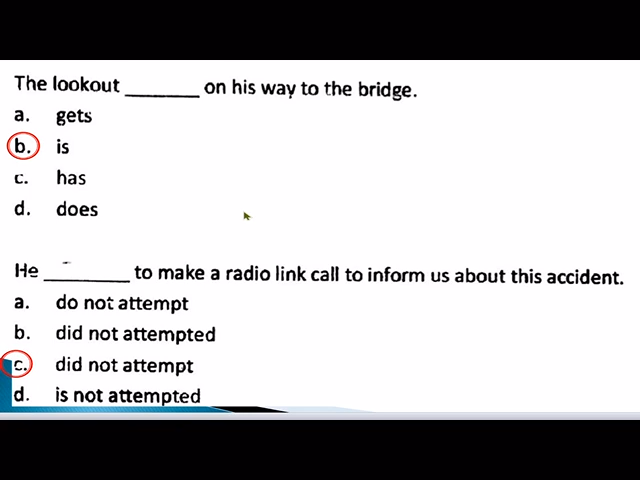 The lookout ________ on his way to the bridge.
a. gets
b. is
c. has
d. does
He _________ to make a radio link call to inform us about this accident.
a. do not attempt
b. did not attempted
c. did not attempt
d. is not attempted